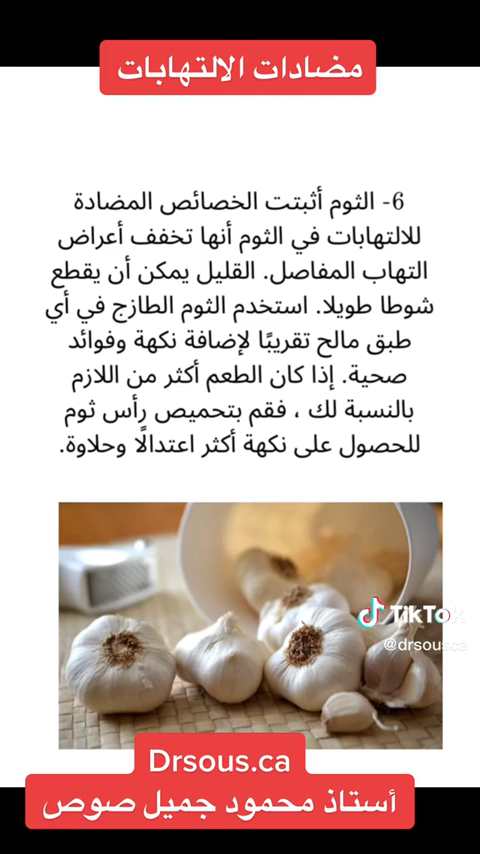 مضادات الالتهابات
6- الثوم أثبتت الخصائص المضادة
للالتهابات في الثوم أنها تخفف أعراض
التهاب المفاصل. القليل يمكن أن يقطع
شوطا طويلا. استخدم الثوم الطازج في أي
طبق مالح تقريبًا لإضافة نكهة وفوائد
صحية. إذا كان الطعم أكثر من اللازم
بالنسبة لك ، فقم بتحميص رأس ثوم
للحصول على نكهة أكثر اعتدالًا وحلاوة.
TikTok
@drsousca
Drsous.ca
أستاذ محمود جميل صوص